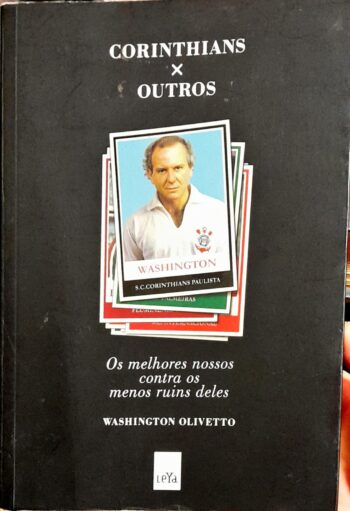 CORINTHIANS
×
OUTROS
WASHINGTON
S.C.CORINTHIANS PAULISTA
Os melhores nossos
contra os
menos ruins deles
WASHINGTON OLIVETTO
LeYa